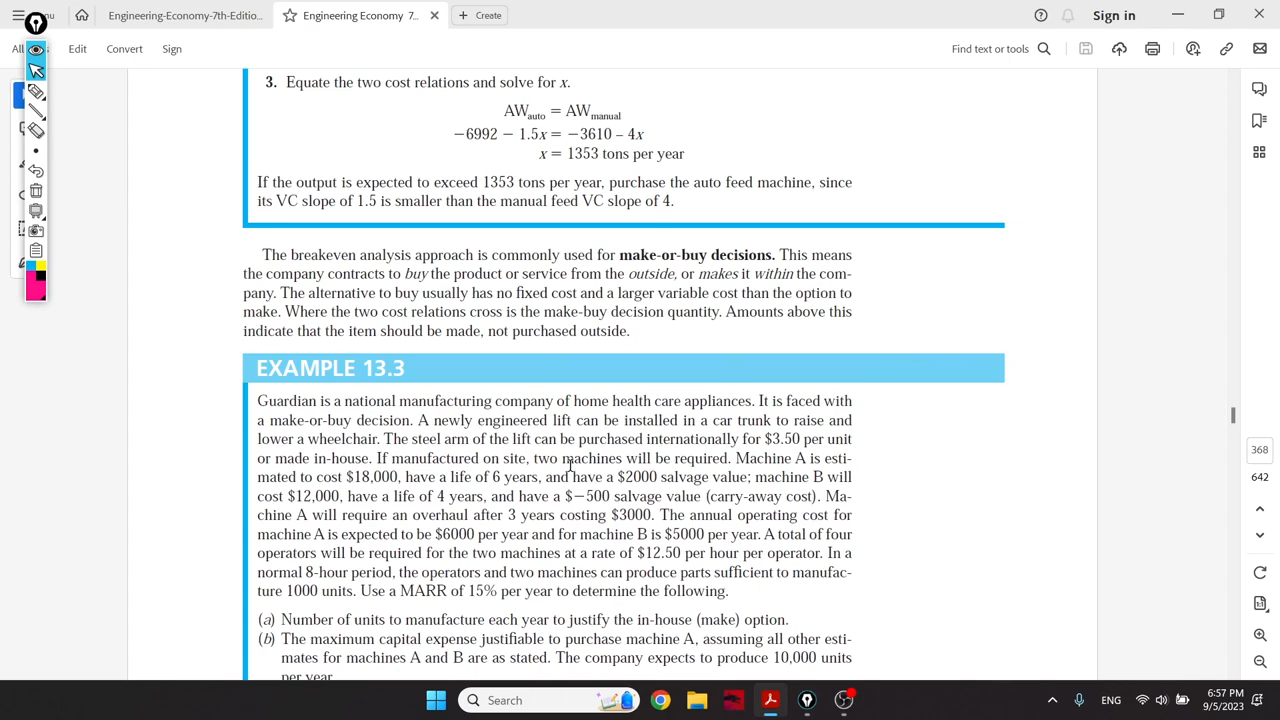 Menu
Engineering-Economy-7th-Editio...
Engineering Economy 7...
Create
Sign in
All
Edit
Convert
Sign
Find text or tools
3. Equate the two cost relations and solve for x.
AWauto = AWmanual
−6992 − 1.5x = −3610 − 4x
x = 1353 tons per year
If the output is expected to exceed 1353 tons per year, purchase the auto feed machine, since
its VC slope of 1.5 is smaller than the manual feed VC slope of 4.
The breakeven analysis approach is commonly used for make-or-buy decisions. This means
the company contracts to buy the product or service from the outside, or makes it within the com-
pany. The alternative to buy usually has no fixed cost and a larger variable cost than the option to
make. Where the two cost relations cross is the make-buy decision quantity. Amounts above this
indicate that the item should be made, not purchased outside.
EXAMPLE 13.3
Guardian is a national manufacturing company of home health care appliances. It is faced with
a make-or-buy decision. A newly engineered lift can be installed in a car trunk to raise and
lower a wheelchair. The steel arm of the lift can be purchased internationally for $3.50 per unit
or made in-house. If manufactured on site, two machines will be required. Machine A is esti-
mated to cost $18,000, have a life of 6 years, and have a $2000 salvage value; machine B will
cost $12,000, have a life of 4 years, and have a $−500 salvage value (carry-away cost). Ma-
chine A will require an overhaul after 3 years costing $3000. The annual operating cost for
machine A is expected to be $6000 per year and for machine B is $5000 per year. A total of four
operators will be required for the two machines at a rate of $12.50 per hour per operator. In a
normal 8-hour period, the operators and two machines can produce parts sufficient to manufac-
ture 1000 units. Use a MARR of 15% per year to determine the following.
(a) Number of units to manufacture each year to justify the in-house (make) option.
(b) The maximum capital expense justifiable to purchase machine A, assuming all other esti-
mates for machines A and B are as stated. The company expects to produce 10,000 units
per year.
368
642
Search
ENG
6:57 PM
9/5/2023